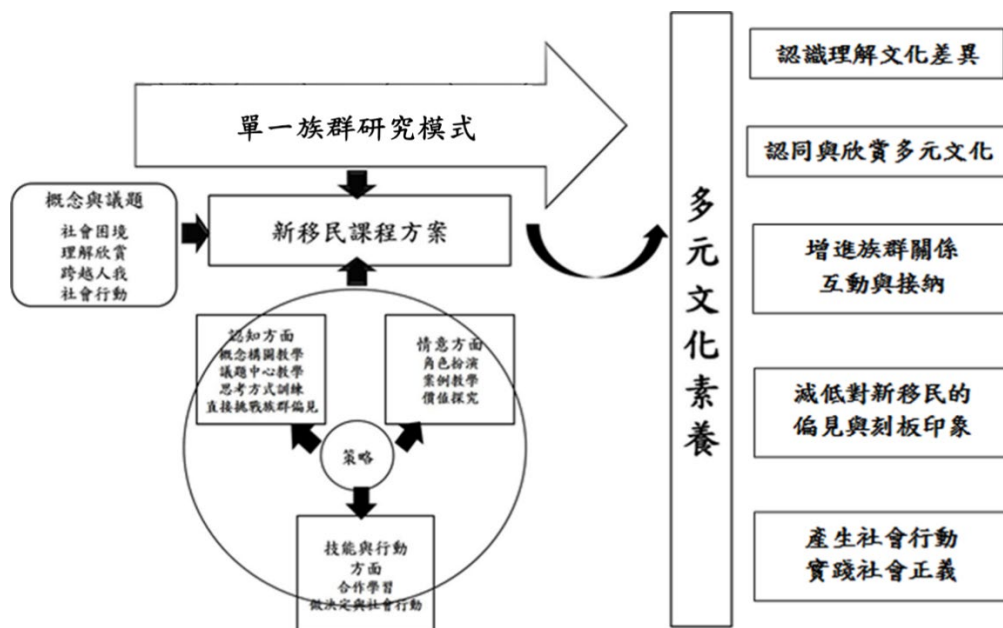 單一族群研究模式
概念與議題
社會困境
理解欣賞
跨越人我
社會行動
新移民課程方案
認知方面
概念構圖教學
議題中心教學
思考方式訓練
直接挑戰族群偏見
情意方面
角色扮演
案例教學
價值探究
策略
技能與行動
方面
合作學習
做決定與社會行動
多元文化素養
認識理解文化差異
認同與欣賞多元文化
增進族群關係
互動與接納
減低對新移民的
偏見與刻板印象
產生社會行動
實踐社會正義